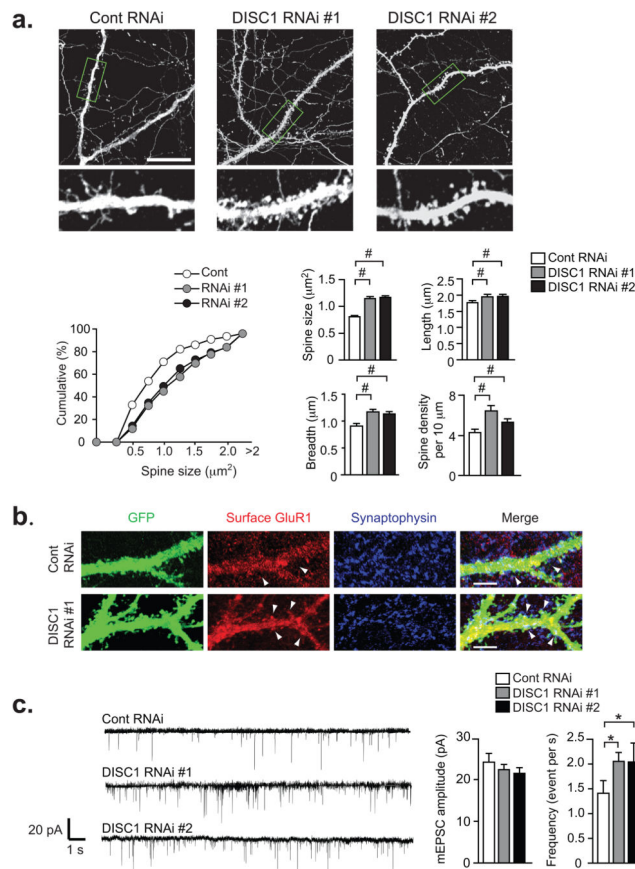 a.
Cont RNAi DISC1 RNAi #1 DISC1 RNAi #2
Cont
RNAi #1
RNAi #2
Cumulative (%)
100
80
60
40
20
0
0.5 1.0 1.5 2.0 >2
Spine size (μm²)
Cont RNAi
DISC1 RNAi #1
DISC1 RNAi #2
Spine size (μm²)
1.5
1.0
0.5
0
#
#
Length (μm)
2.5
2.0
1.5
1.0
0.5
0
#
#
Breadth (μm)
1.5
1.0
0.5
0
#
#
Spine density
per 10 μm
8
4
0
#
#
b.
GFP Surface GluR1 Synaptophysin Merge
Cont
RNAi
DISC1
RNAi #1
c.
Cont RNAi
DISC1 RNAi #1
DISC1 RNAi #2
20 pA
1 s
Cont RNAi
DISC1 RNAi #1
DISC1 RNAi #2
mEPSC amplitude (pA)
30
20
10
0
Frequency (event per s)
3.0
2.0
1.0
0
*
*